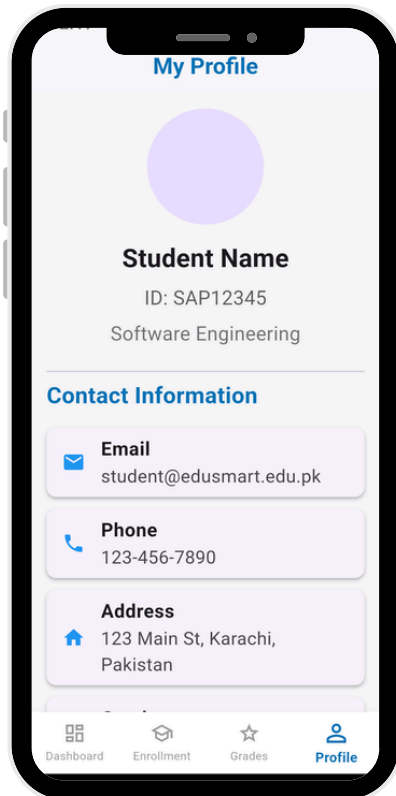 My Profile
Student Name
ID: SAP12345
Software Engineering
Contact Information
Email
student@edusmart.edu.pk
Phone
123-456-7890
Address
123 Main St, Karachi,
Pakistan
Dashboard
Enrollment
Grades
Profile